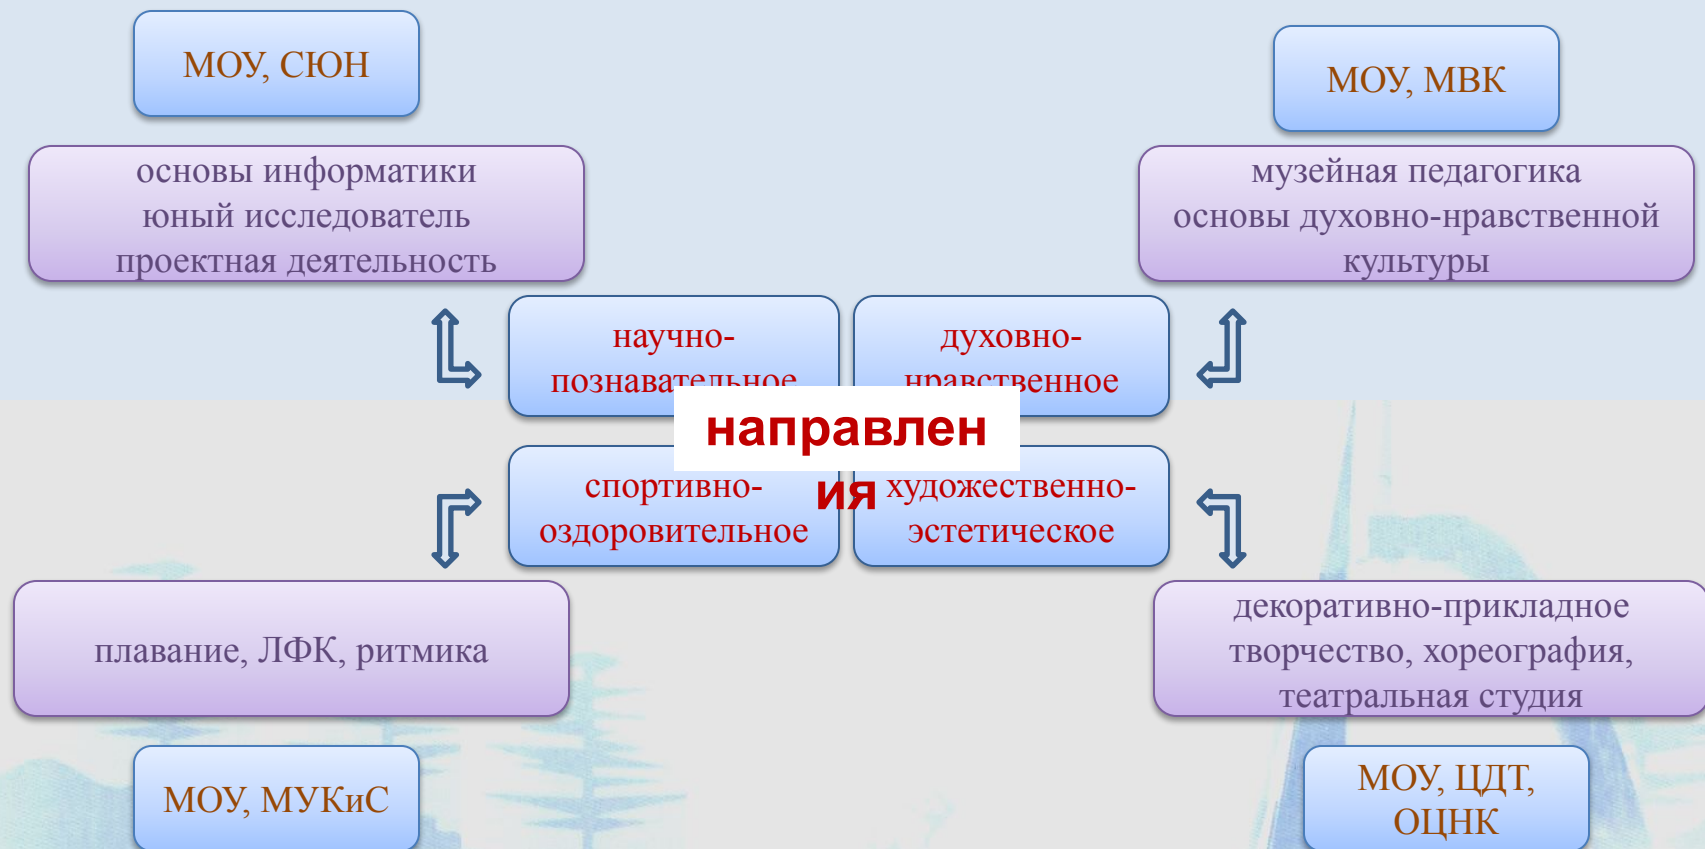 МОУ, СЮН
МОУ, МВК
основы информатики
юный исследователь
проектная деятельность
музейная педагогика
основы духовно-нравственной
культуры
научно-
познавательное
духовно-
нравственное
направлен
ия
спортивно-
оздоровительное
художественно-
эстетическое
плавание, ЛФК, ритмика
декоративно-прикладное
творчество, хореография,
театральная студия
МОУ, МУКиС
МОУ, ЦДТ,
ОЦНК